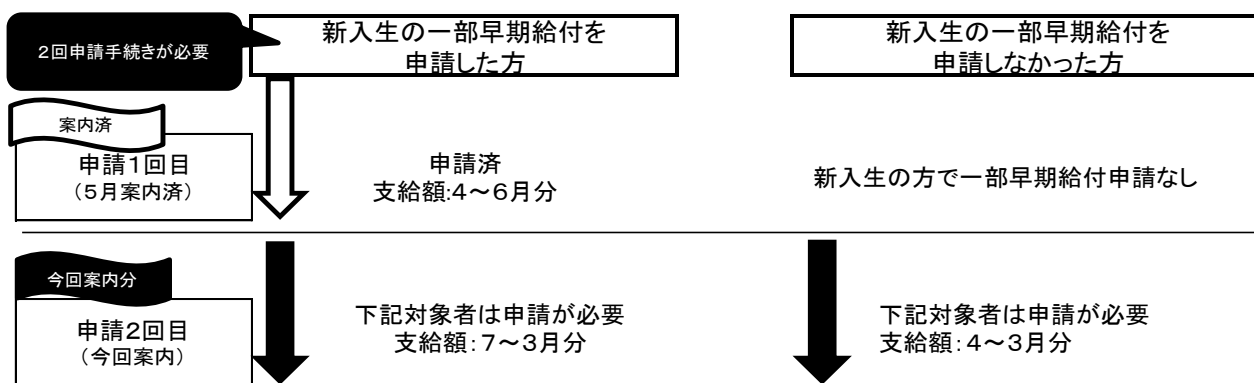 ２回申請手続きが必要
新入生の一部早期給付を
申請した方
新入生の一部早期給付を
申請しなかった方
案内済
申請１回目
（５月案内済）
申請済
支給額:４～６月分
新入生の方で一部早期給付申請なし
今回案内分
申請２回目
（今回案内）
下記対象者は申請が必要
支給額：７～３月分
下記対象者は申請が必要
支給額：４～３月分